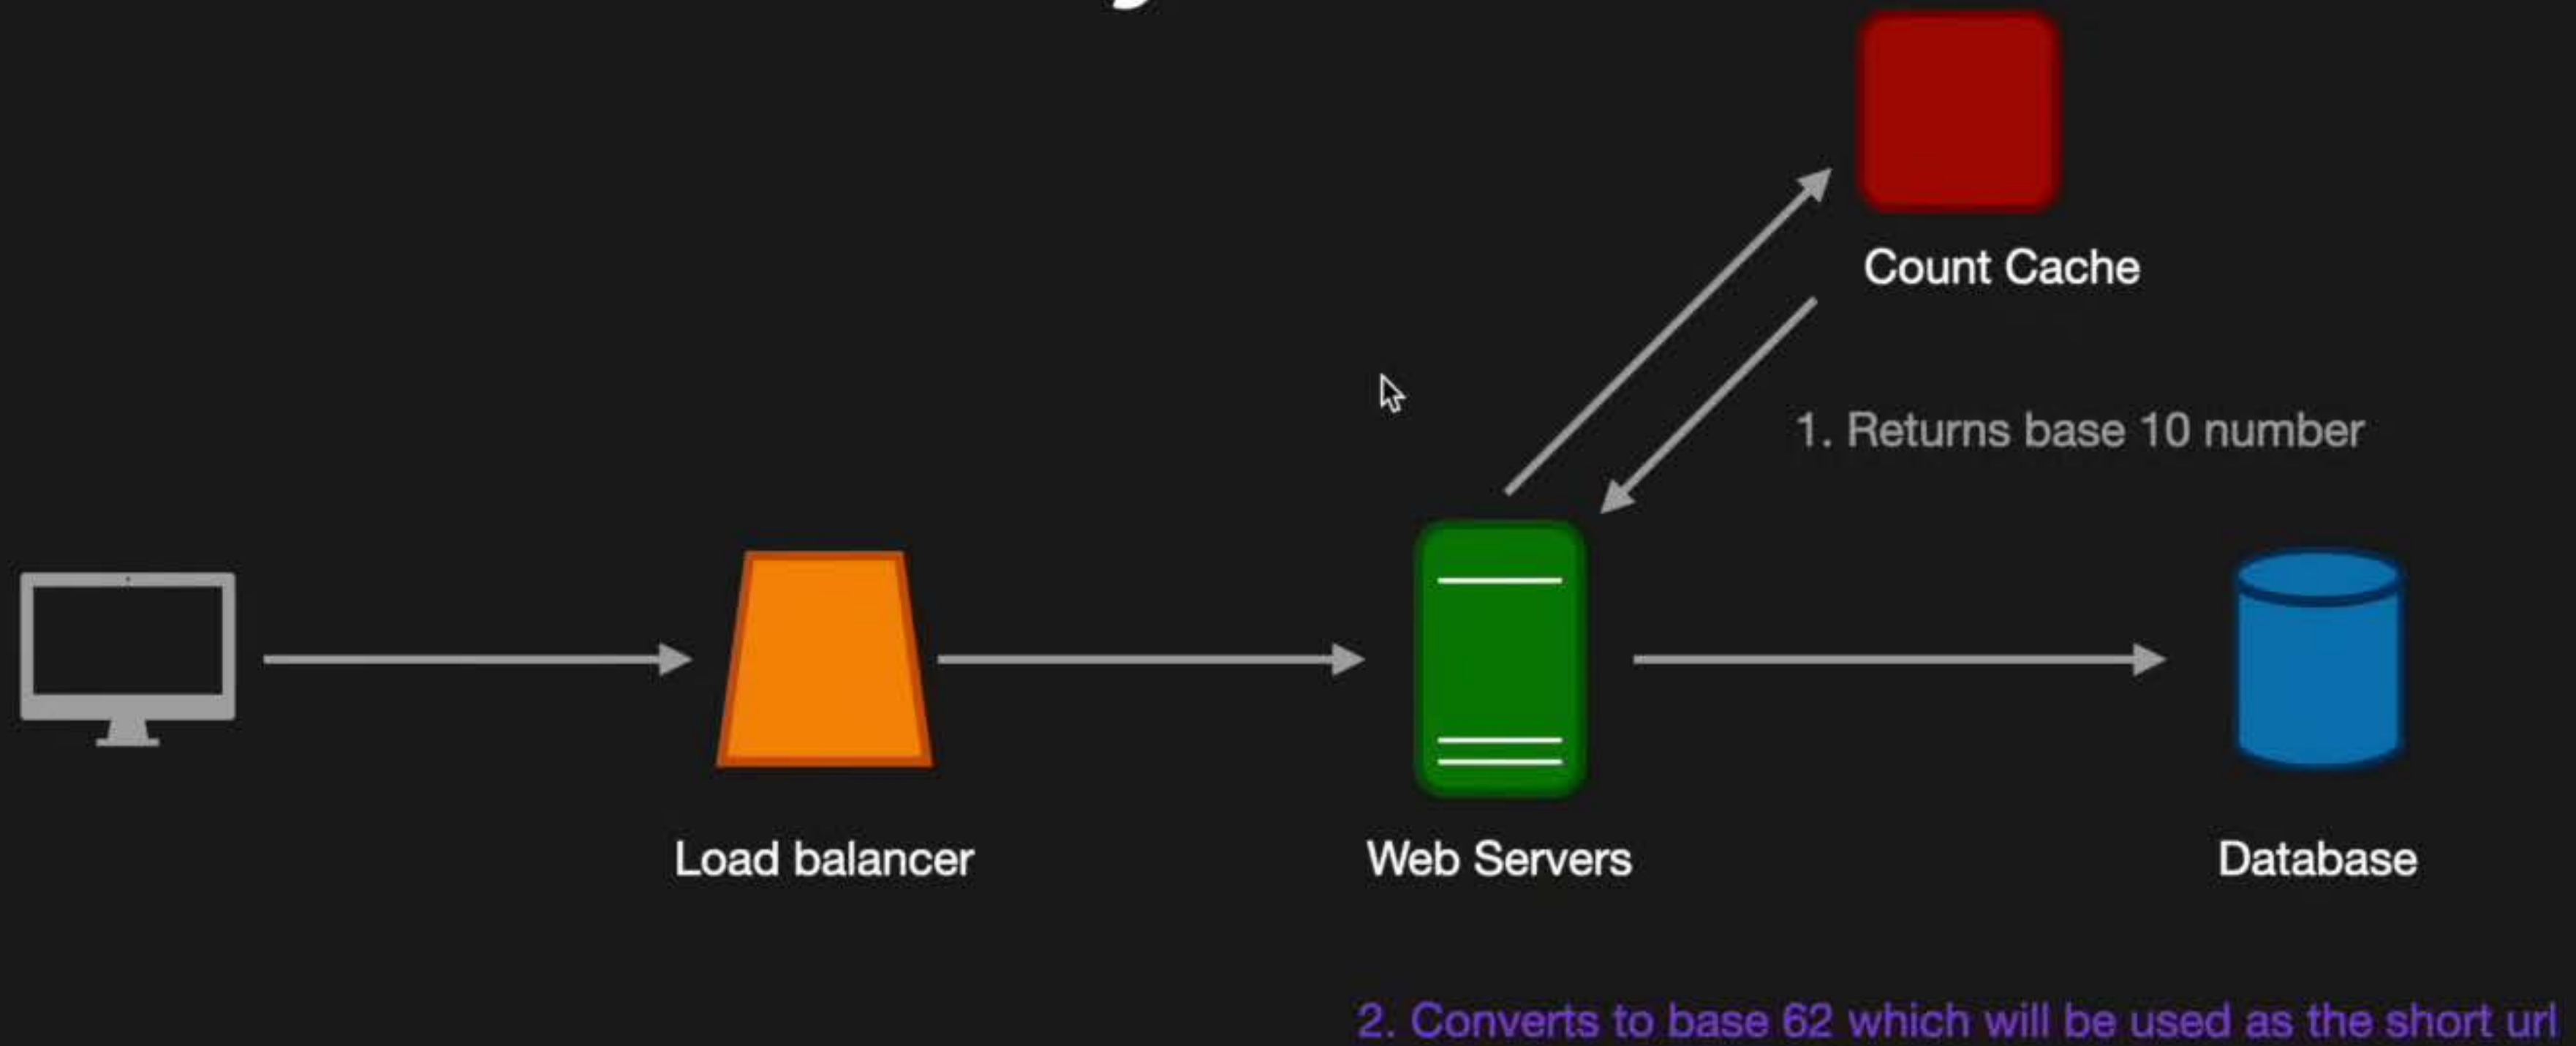 Count Cache
1. Returns base 10 number
Load balancer
Web Servers
Database
2. Converts to base 62 which will be used as the short url